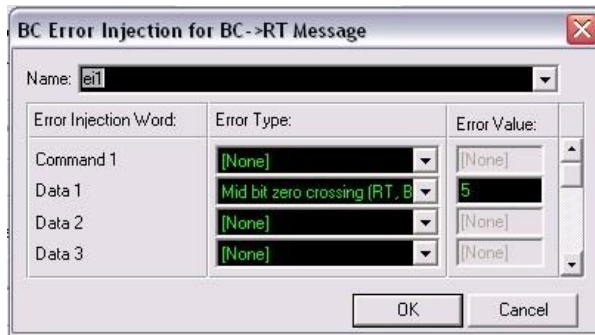 BC Error Injection for BC->RT Message
Name: ei1
Error Injection Word: Error Type: Error Value:
Command 1 [None] [None]
Data 1 Mid bit zero crossing (RT, B 5
Data 2 [None] [None]
Data 3 [None] [None]
OK Cancel